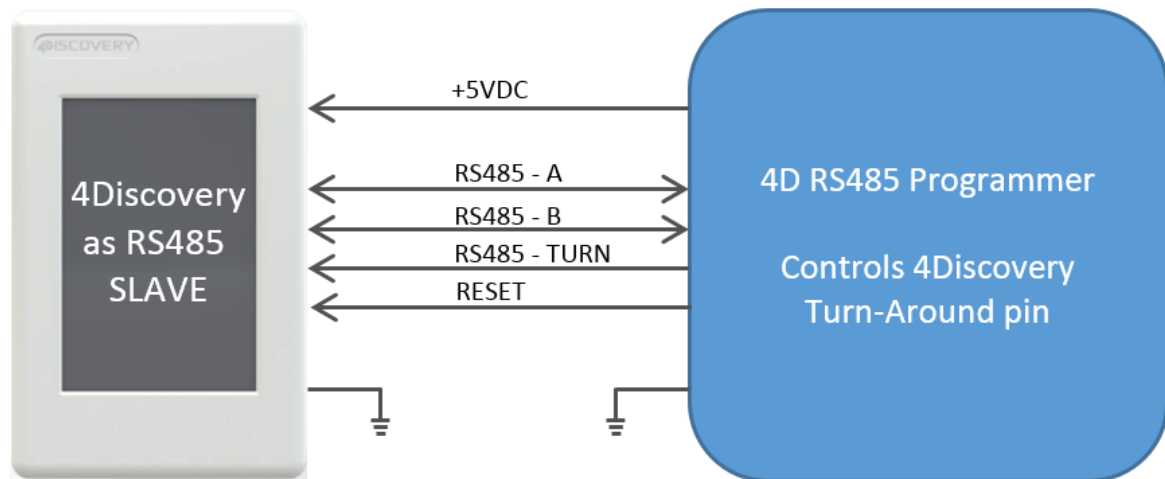 4DISCOVERY
4Discovery
as RS485
SLAVE
+5VDC
RS485 - A
RS485 - B
RS485 - TURN
RESET
4D RS485 Programmer
Controls 4Discovery
Turn-Around pin